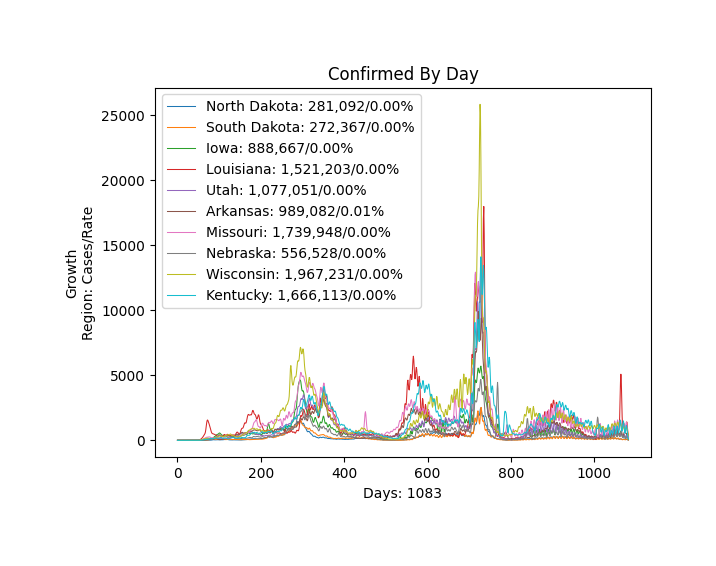 Confirmed By Day
Growth
Region: Cases/Rate
25000
20000
15000
10000
5000
0
North Dakota: 281,092/0.00%
South Dakota: 272,367/0.00%
Iowa: 888,667/0.00%
Louisiana: 1,521,203/0.00%
Utah: 1,077,051/0.00%
Arkansas: 989,082/0.01%
Missouri: 1,739,948/0.00%
Nebraska: 556,528/0.00%
Wisconsin: 1,967,231/0.00%
Kentucky: 1,666,113/0.00%
0 200 400 600 800 1000
Days: 1083